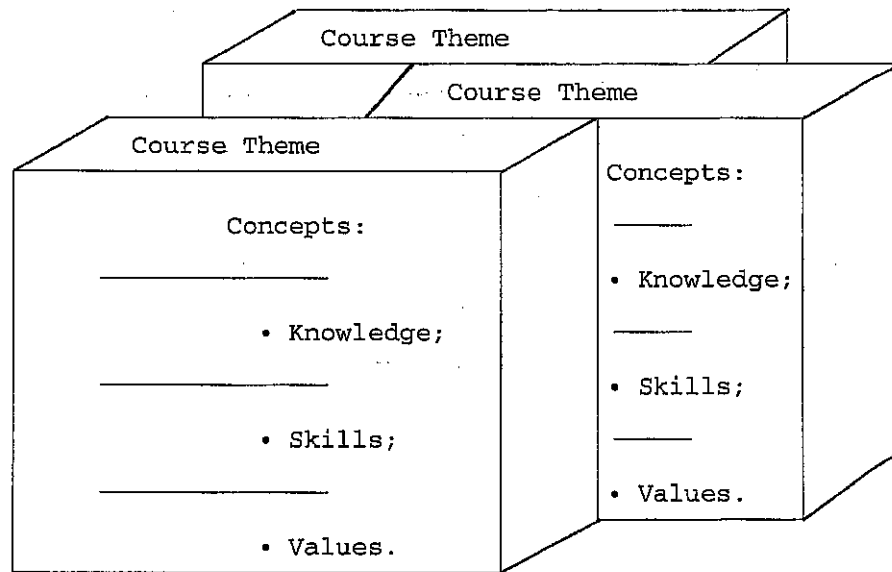 Course Theme
Course Theme
Course Theme
Concepts:
• Knowledge;
• Skills;
• Values.
Concepts:
• Knowledge;
• Skills;
• Values.